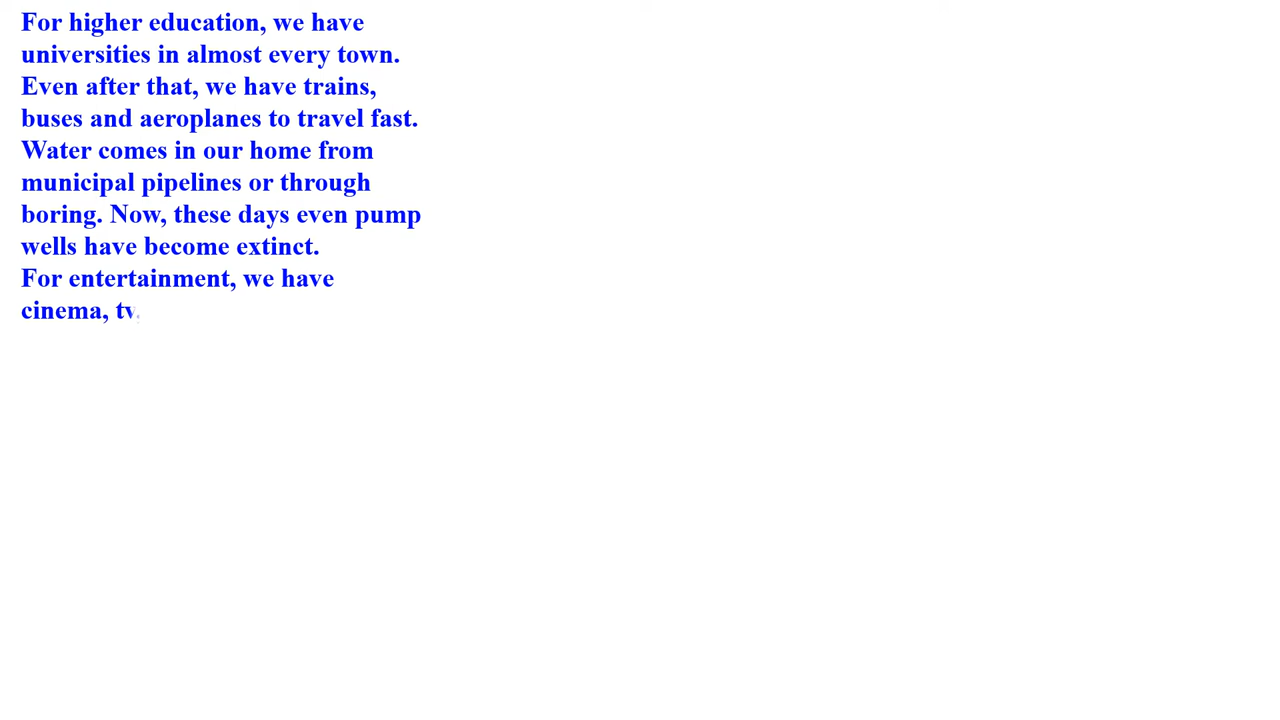 For higher education, we have
universities in almost every town.
Even after that, we have trains,
buses and aeroplanes to travel fast.
Water comes in our home from
municipal pipelines or through
boring. Now, these days even pump
wells have become extinct.
For entertainment, we have
cinema, tv